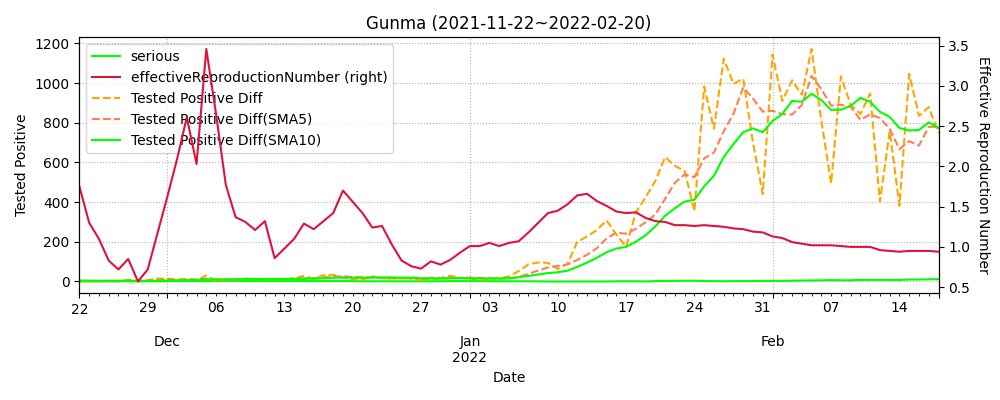 Gunma (2021-11-22~2022-02-20)
serious
effectiveReproductionNumber (right)
Tested Positive Diff
Tested Positive Diff(SMA5)
Tested Positive Diff(SMA10)
Tested Positive
1200
1000
800
600
400
200
0
Effective Reproduction Number
3.5
3.0
2.5
2.0
1.5
1.0
0.5
22 29 06 13 20 27 03 10 17 24 31 07 14
Dec Jan Feb
2022
Date